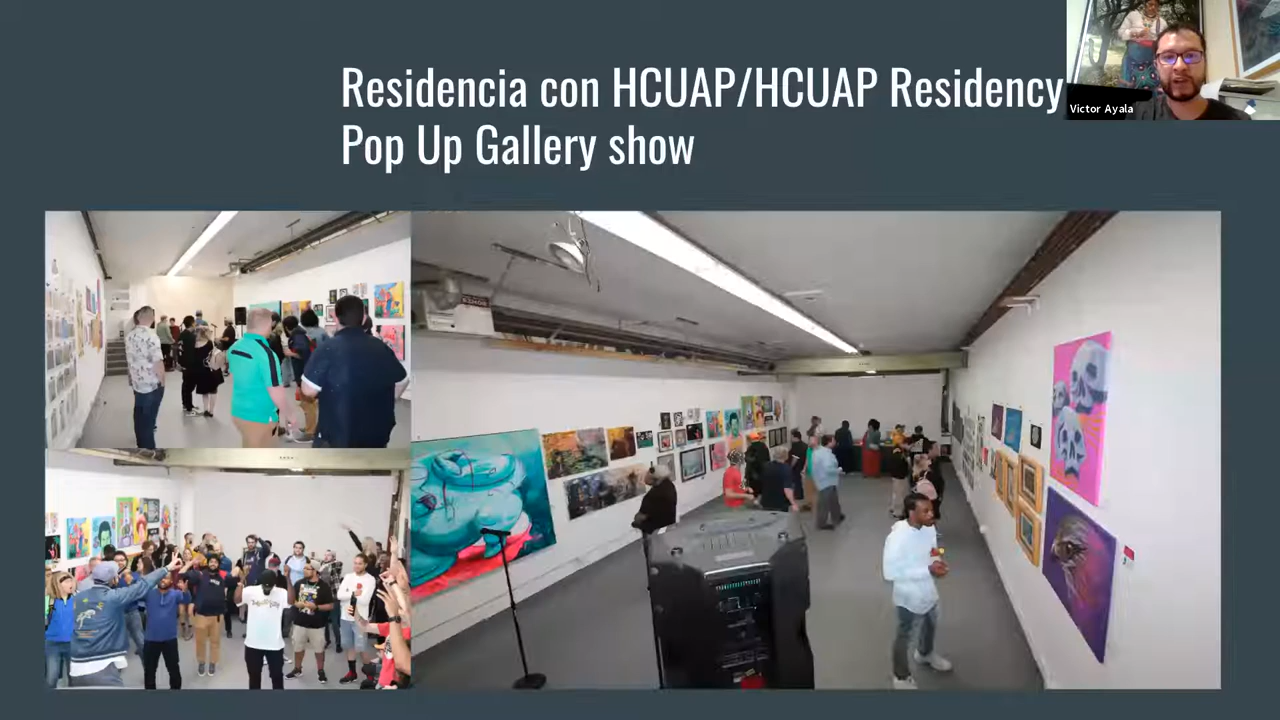 Residencia con HCUAP/HCUAP Residency
Pop Up Gallery show
Victor Ayala